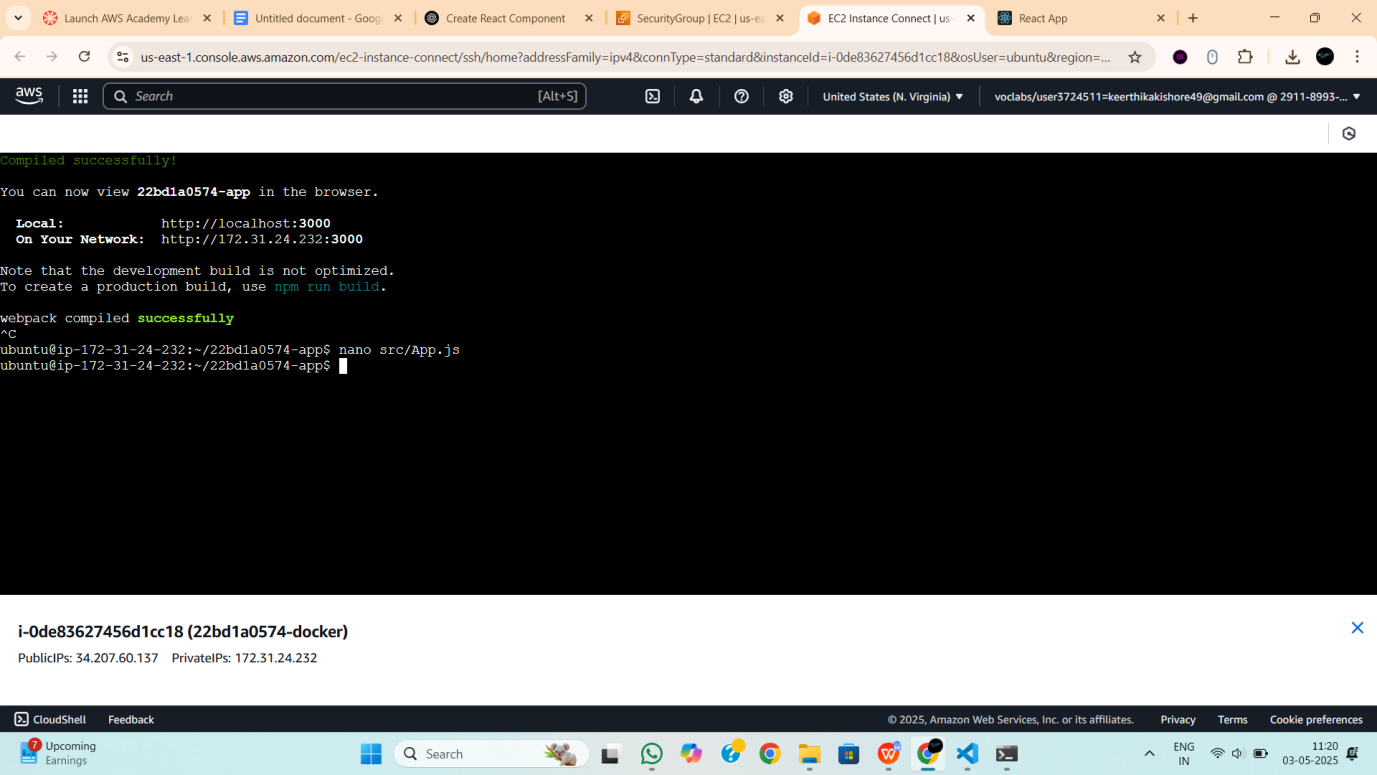 Launch AWS Academy Lea
Untitled document - Goog
Create React Component
SecurityGroup | EC2 | us-ea
EC2 Instance Connect | us-
React App
us-east-1.console.aws.amazon.com/ec2-instance-connect/ssh/home?addressFamily=ipv4&connType=standard&instanceId=i-0de83627456d1cc18&osUser=ubuntu&region=...
aws
Search
[Alt+S]
United States (N. Virginia)
voclabs/user3724511=keerthikakishore49@gmail.com @ 2911-8993-...
Compiled successfully!
You can now view 22bd1a0574-app in the browser.
Local: http://localhost:3000
On Your Network: http://172.31.24.232:3000
Note that the development build is not optimized.
To create a production build, use npm run build.
webpack compiled successfully
^C
ubuntu@ip-172-31-24-232:~/22bd1a0574-app$ nano src/App.js
ubuntu@ip-172-31-24-232:~/22bd1a0574-app$
i-0de83627456d1cc18 (22bd1a0574-docker)
PublicIPs: 34.207.60.137 PrivateIPs: 172.31.24.232
CloudShell
Feedback
© 2025, Amazon Web Services, Inc. or its affiliates.
Privacy
Terms
Cookie preferences
7
Upcoming
Earnings
Search
ENG
IN
11:20
03-05-2025